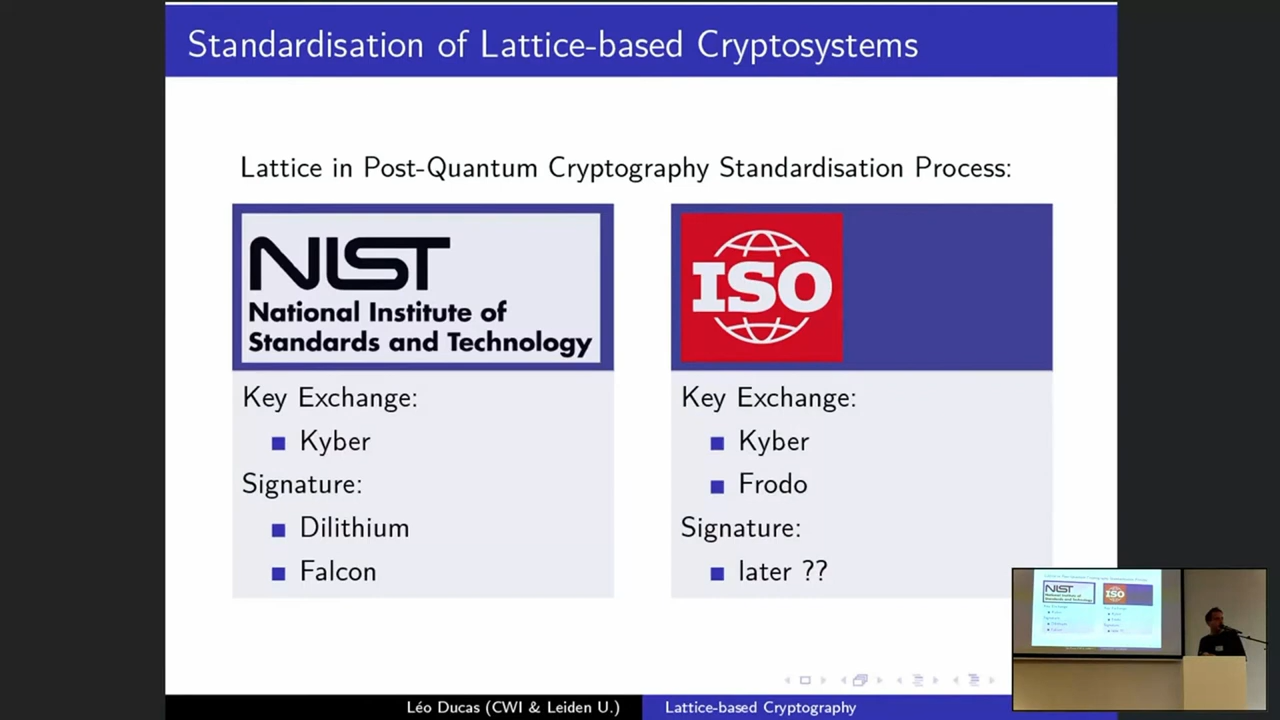 Standardisation of Lattice-based Cryptosystems
Lattice in Post-Quantum Cryptography Standardisation Process:
NIST
National Institute of
Standards and Technology
Key Exchange:
Kyber
Signature:
Dilithium
Falcon
ISO
Key Exchange:
Kyber
Frodo
Signature:
later ??
NIST
ISO
Léo Ducas (CWI & Leiden U.)
Lattice-based Cryptography